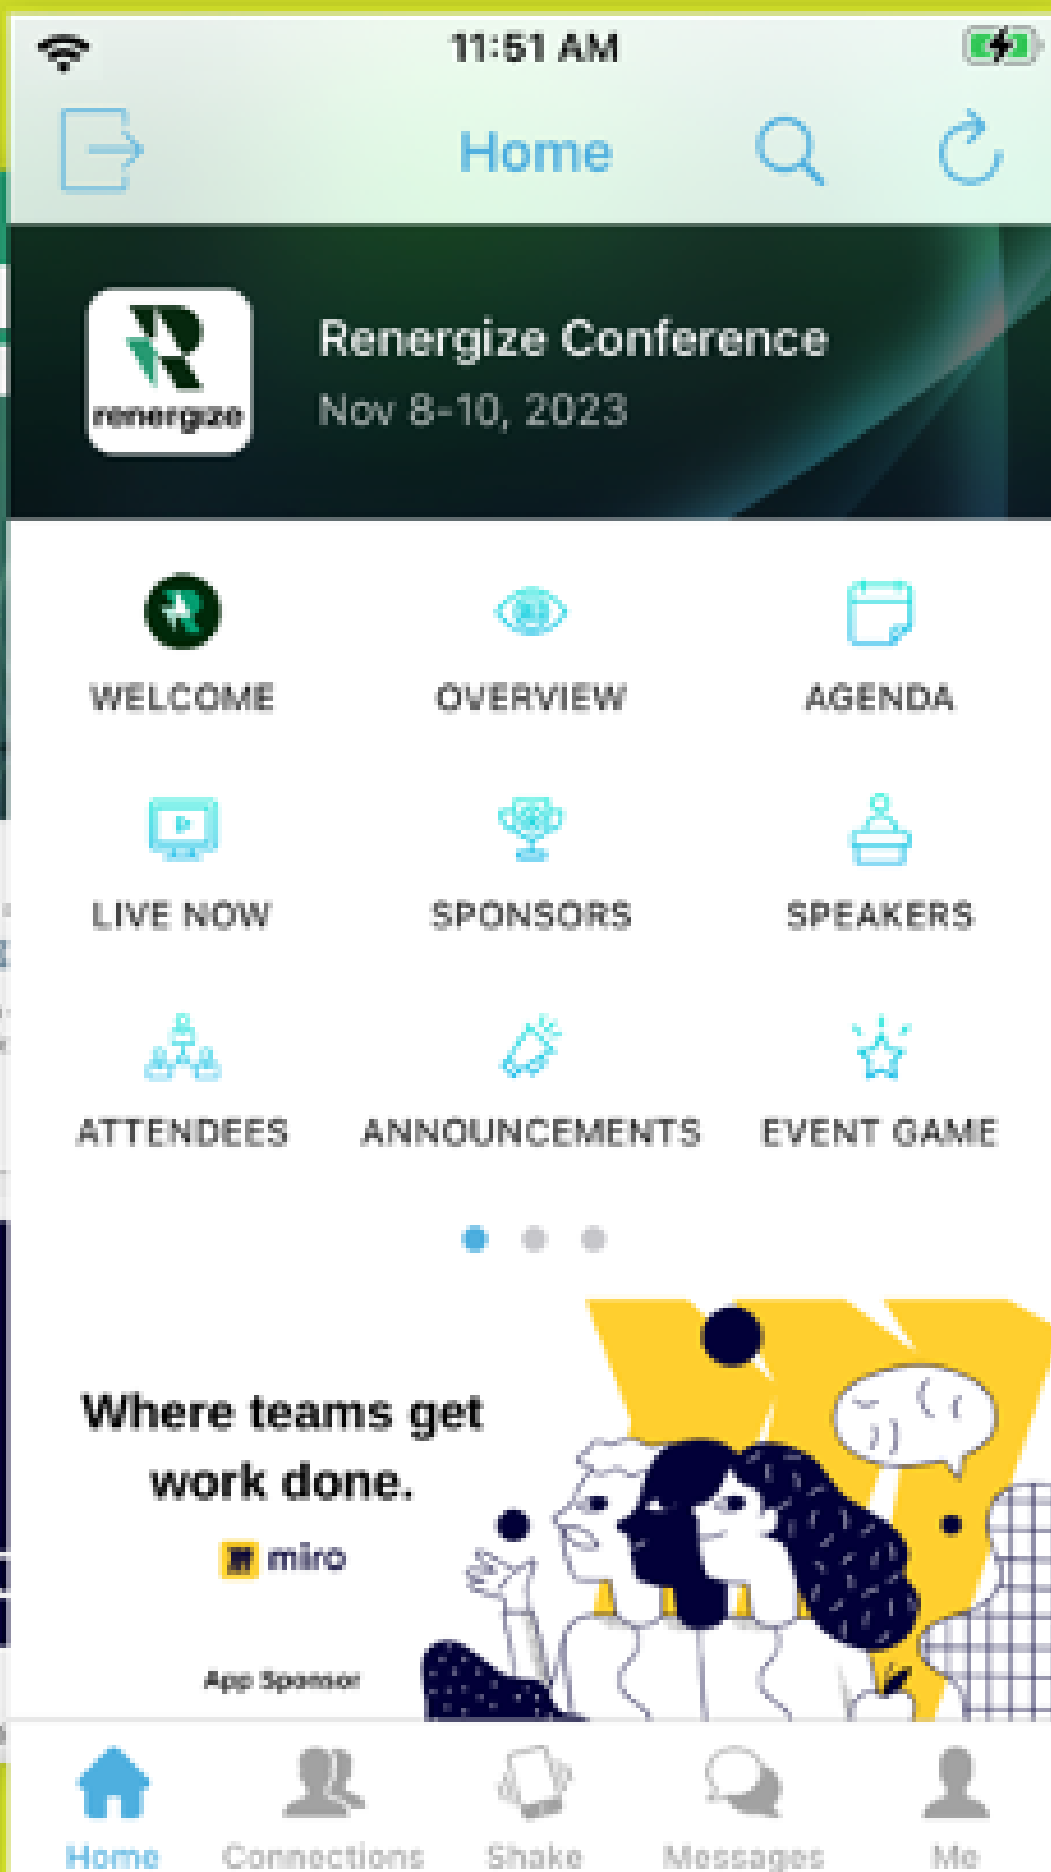 11:51 AM
Home
renergize
Renergize Conference
Nov 8-10, 2023
WELCOME
OVERVIEW
AGENDA
LIVE NOW
SPONSORS
SPEAKERS
ATTENDEES
ANNOUNCEMENTS
EVENT GAME
Where teams get
work done.
miro
App Sponsor
Home
Connections
Shake
Messages
Me